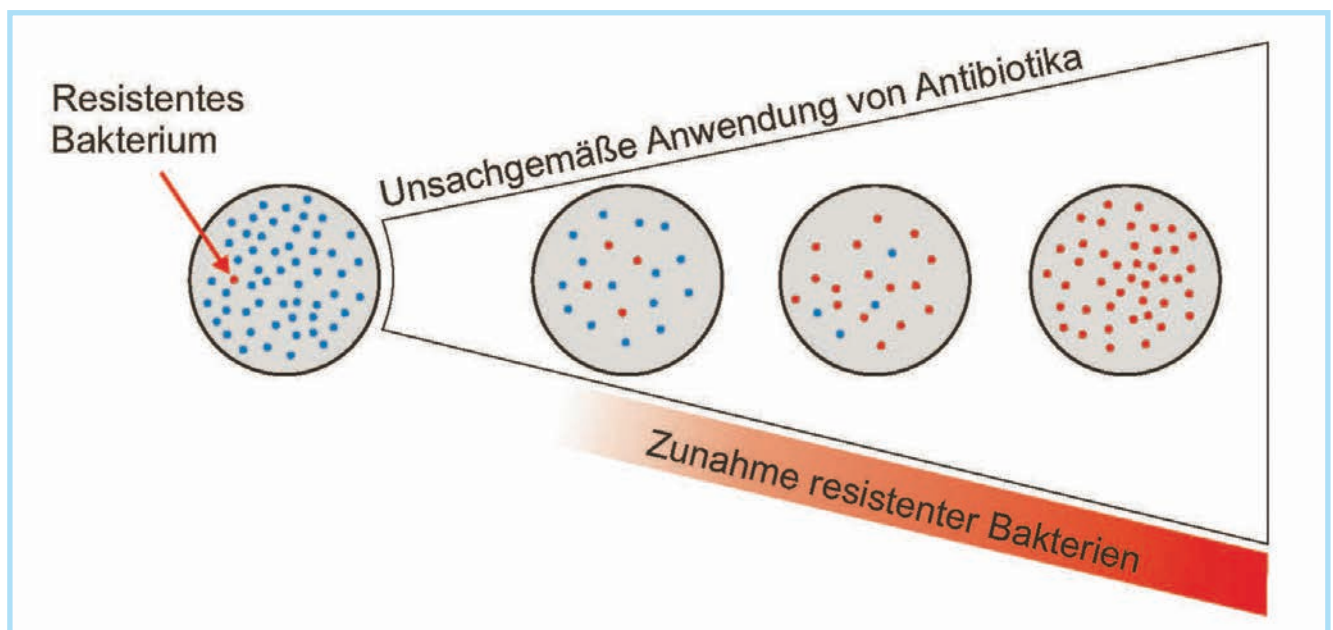 Resistentes
Bakterium
Unsachgemäße Anwendung von Antibiotika
Zunahme resistenter Bakterien